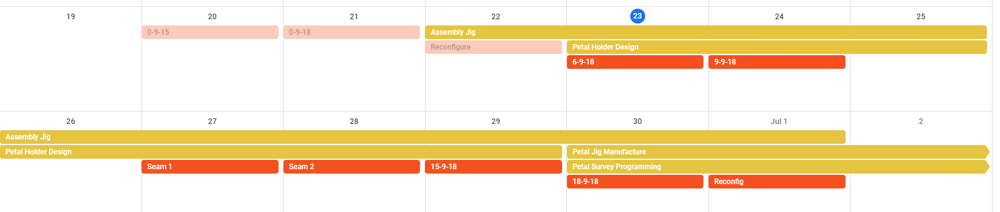 19 20 21 22 23 24 25
0-9-15 0-9-18 Assembly Jig
Reconfigure Petal Holder Design
6-9-18 9-9-18
26 27 28 29 30 Jul 1 2
Assembly Jig
Petal Holder Design Petal Jig Manufacture
Seam 1 Seam 2 15-9-18 Petal Survey Programming
18-9-18 Reconfig